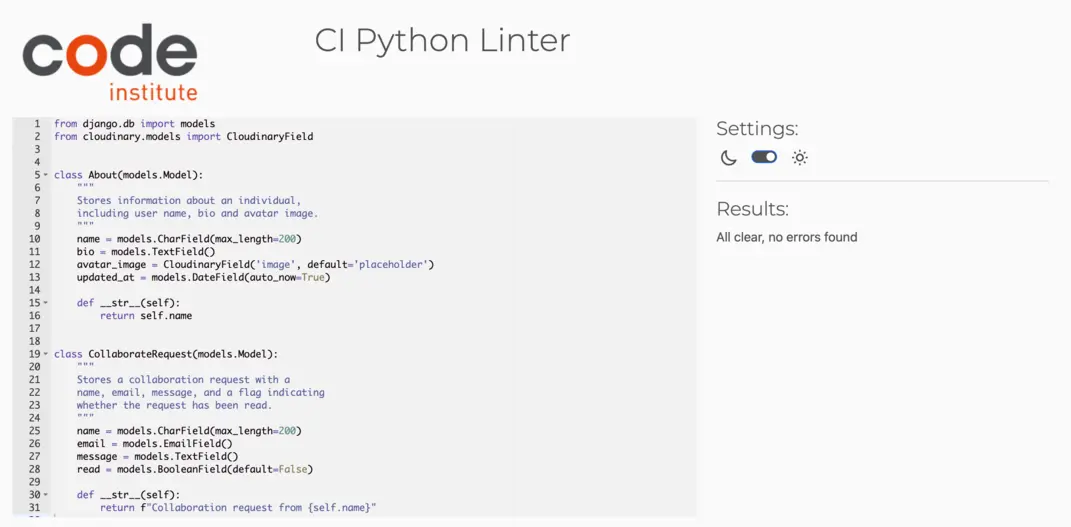 code
institute
CI Python Linter
1 from django.db import models
2 from cloudinary.models import CloudinaryField
3
4
5 class About(models.Model):
6     """
7     Stores information about an individual,
8     including user name, bio and avatar image.
9     """
10     name = models.CharField(max_length=200)
11     bio = models.TextField()
12     avatar_image = CloudinaryField('image', default='placeholder')
13     updated_at = models.DateField(auto_now=True)
14
15     def __str__(self):
16         return self.name
17
18
19 class CollaborateRequest(models.Model):
20     """
21     Stores a collaboration request with a
22     name, email, message, and a flag indicating
23     whether the request has been read.
24     """
25     name = models.CharField(max_length=200)
26     email = models.EmailField()
27     message = models.TextField()
28     read = models.BooleanField(default=False)
29
30     def __str__(self):
31         return f"Collaboration request from {self.name}"
Settings:
Results:
All clear, no errors found